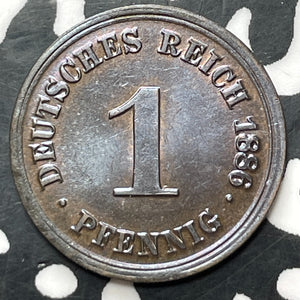 DEUTSCHES REICH 1886
1
· PFENNIG ·